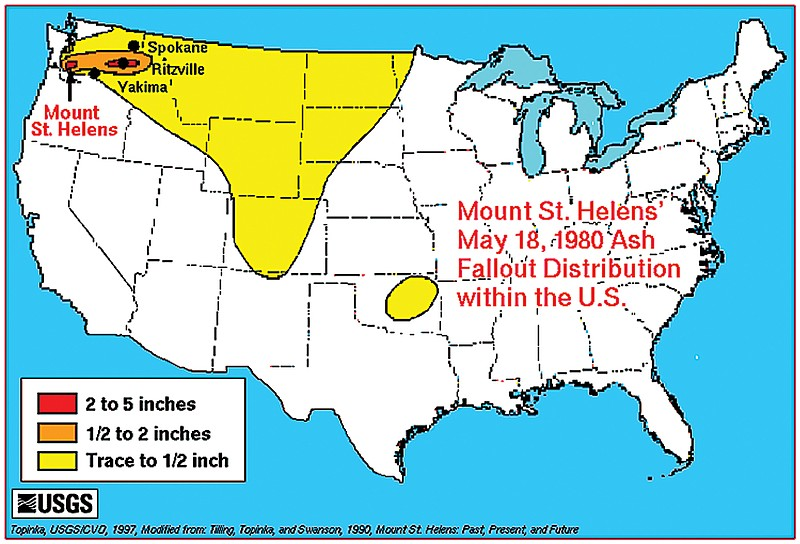 Spokane
Ritzville
Yakima
Mount
St. Helens
Mount St. Helens'
May 18, 1980 Ash
Fallout Distribution
within the U.S.
2 to 5 inches
1/2 to 2 inches
Trace to 1/2 inch
USGS
Topinka, USGS/CVO, 1997, Modified from: Tilling, Topinka, and Swanson, 1990, Mount St. Helens: Past, Present, and Future